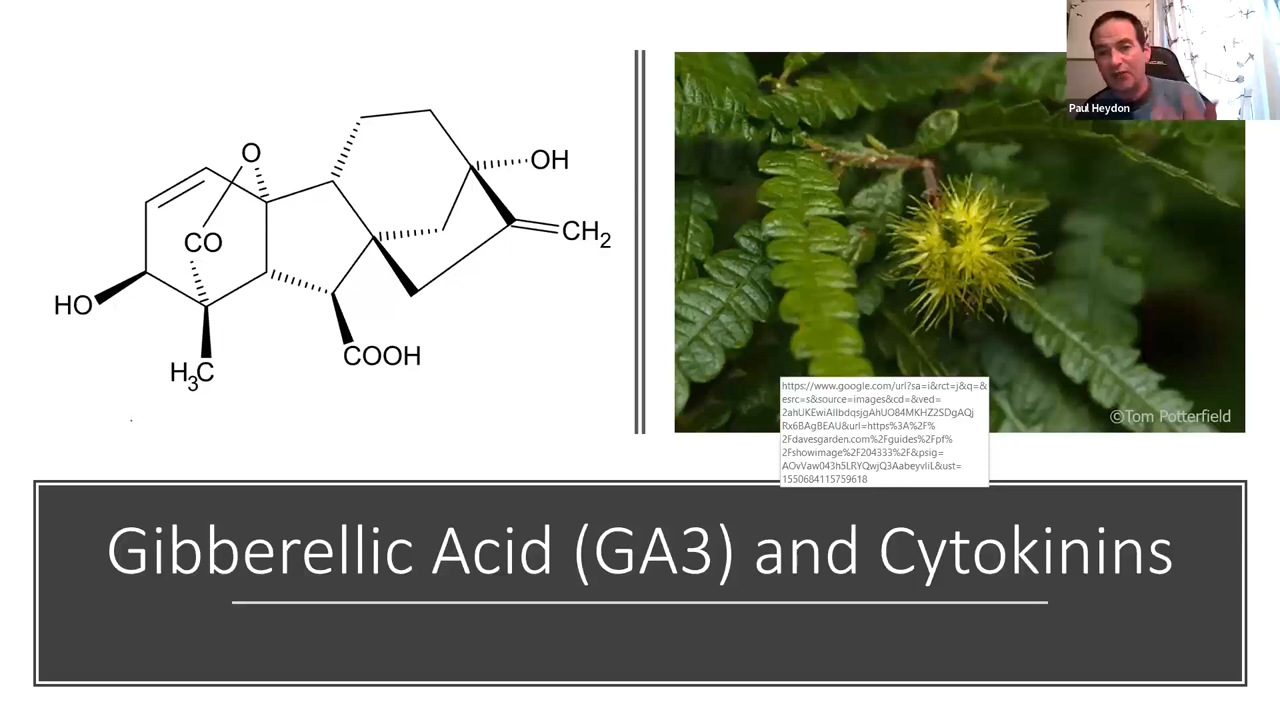 O
OH
CO
CH2
HO
COOH
H3C
Paul Heydon
https://www.google.com/url?sa=i&rct=j&q=&
esrc=s&source=images&cd=&ved=
2ahUKEwiAlIbdqsjgAhUO84MKHZ2SDgAQj
Rx6BAgBEAU&url=https%3A%2F%
2Fdavesgarden.com%2Fguides%2Fpf%
2Fshowimage%2F204333%2F&psig=
AOvVaw043h5LRYQwjQ3AabeyvIiL&ust=
1550684115759618
©Tom Potterfield
Gibberellic Acid (GA3) and Cytokinins